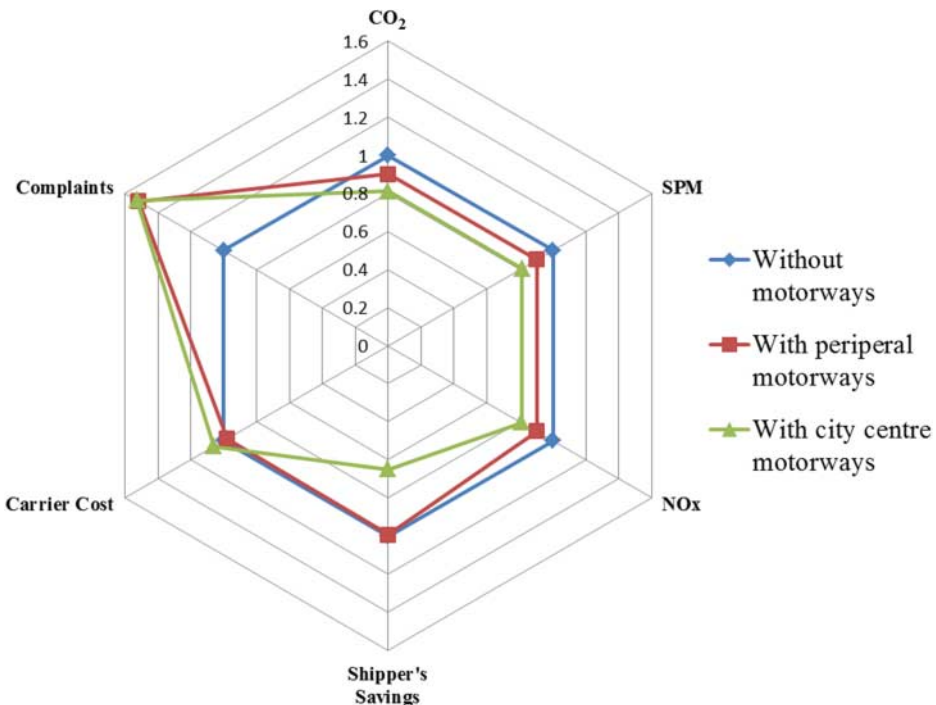 CO₂
1.6
1.4
1.2
1
0.8
0.6
0.4
0.2
0
Complaints
SPM
Carrier Cost
NOx
Shipper's
Savings
Without
motorways
With periperal
motorways
With city centre
motorways